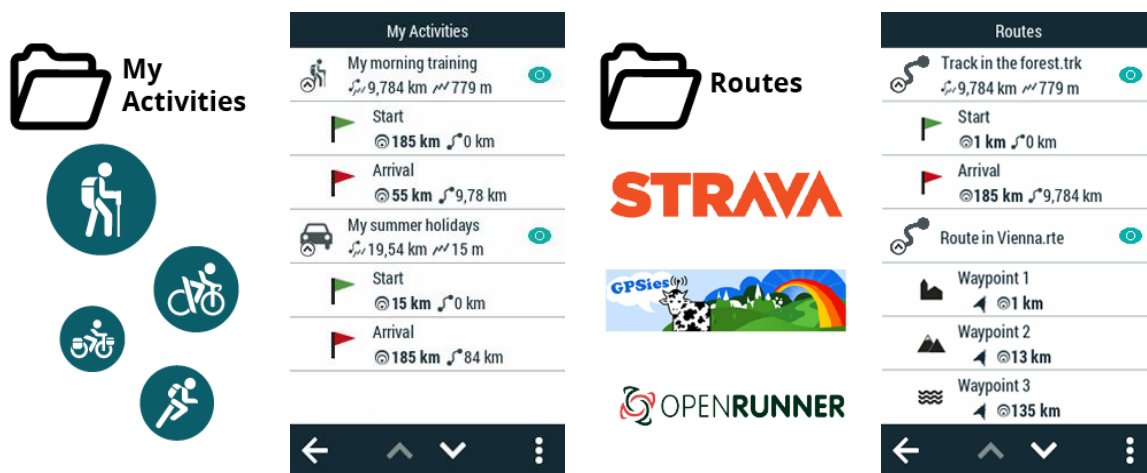 My
Activities
My Activities
My morning training
9,784 km 779 m
Start
185 km 0 km
Arrival
55 km 9,78 km
My summer holidays
19,54 km 15 m
Start
15 km 0 km
Arrival
185 km 84 km
Routes
STRAVA
GPSies
OPENRUNNER
Routes
Track in the forest.trk
9,784 km 779 m
Start
1 km 0 km
Arrival
185 km 9,784 km
Route in Vienna.rte
Waypoint 1
1 km
Waypoint 2
13 km
Waypoint 3
135 km